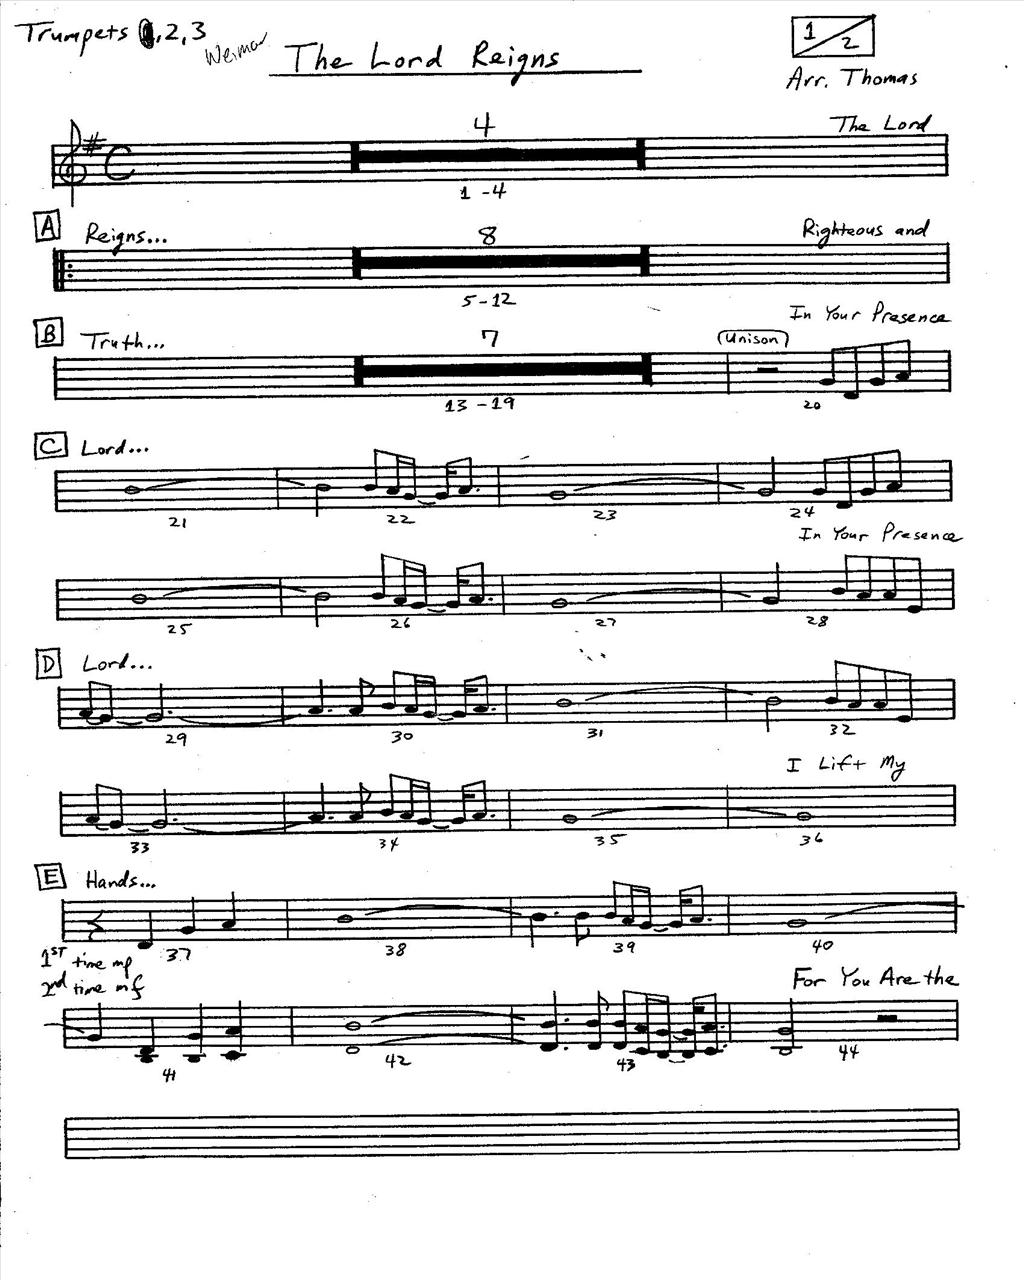 Trumpets 1, 2, 3
Weimar
The Lord Reigns
1/2
Arr. Thomas
4
The Lord
1 - 4
A Reigns...
8
Righteous and
5 - 12
In Your Presence
B Truth...
7
(Unison)
13 - 19
20
C Lord...
21 22 23 24
In Your Presence
25 26 27 28
D Lord...
29 30 31 32
I Lift My
33 34 35 36
E Hands...
37 38 39 40
1ST time mp
2nd time mf
For You Are the
41 42 43 44